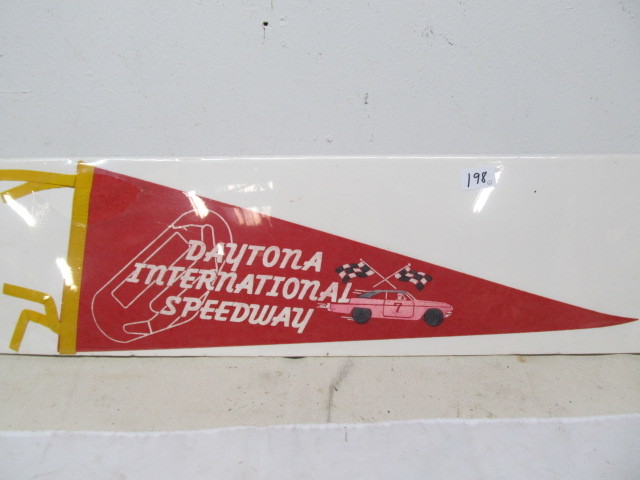 198
DAYTONA
INTERNATIONAL
SPEEDWAY
7